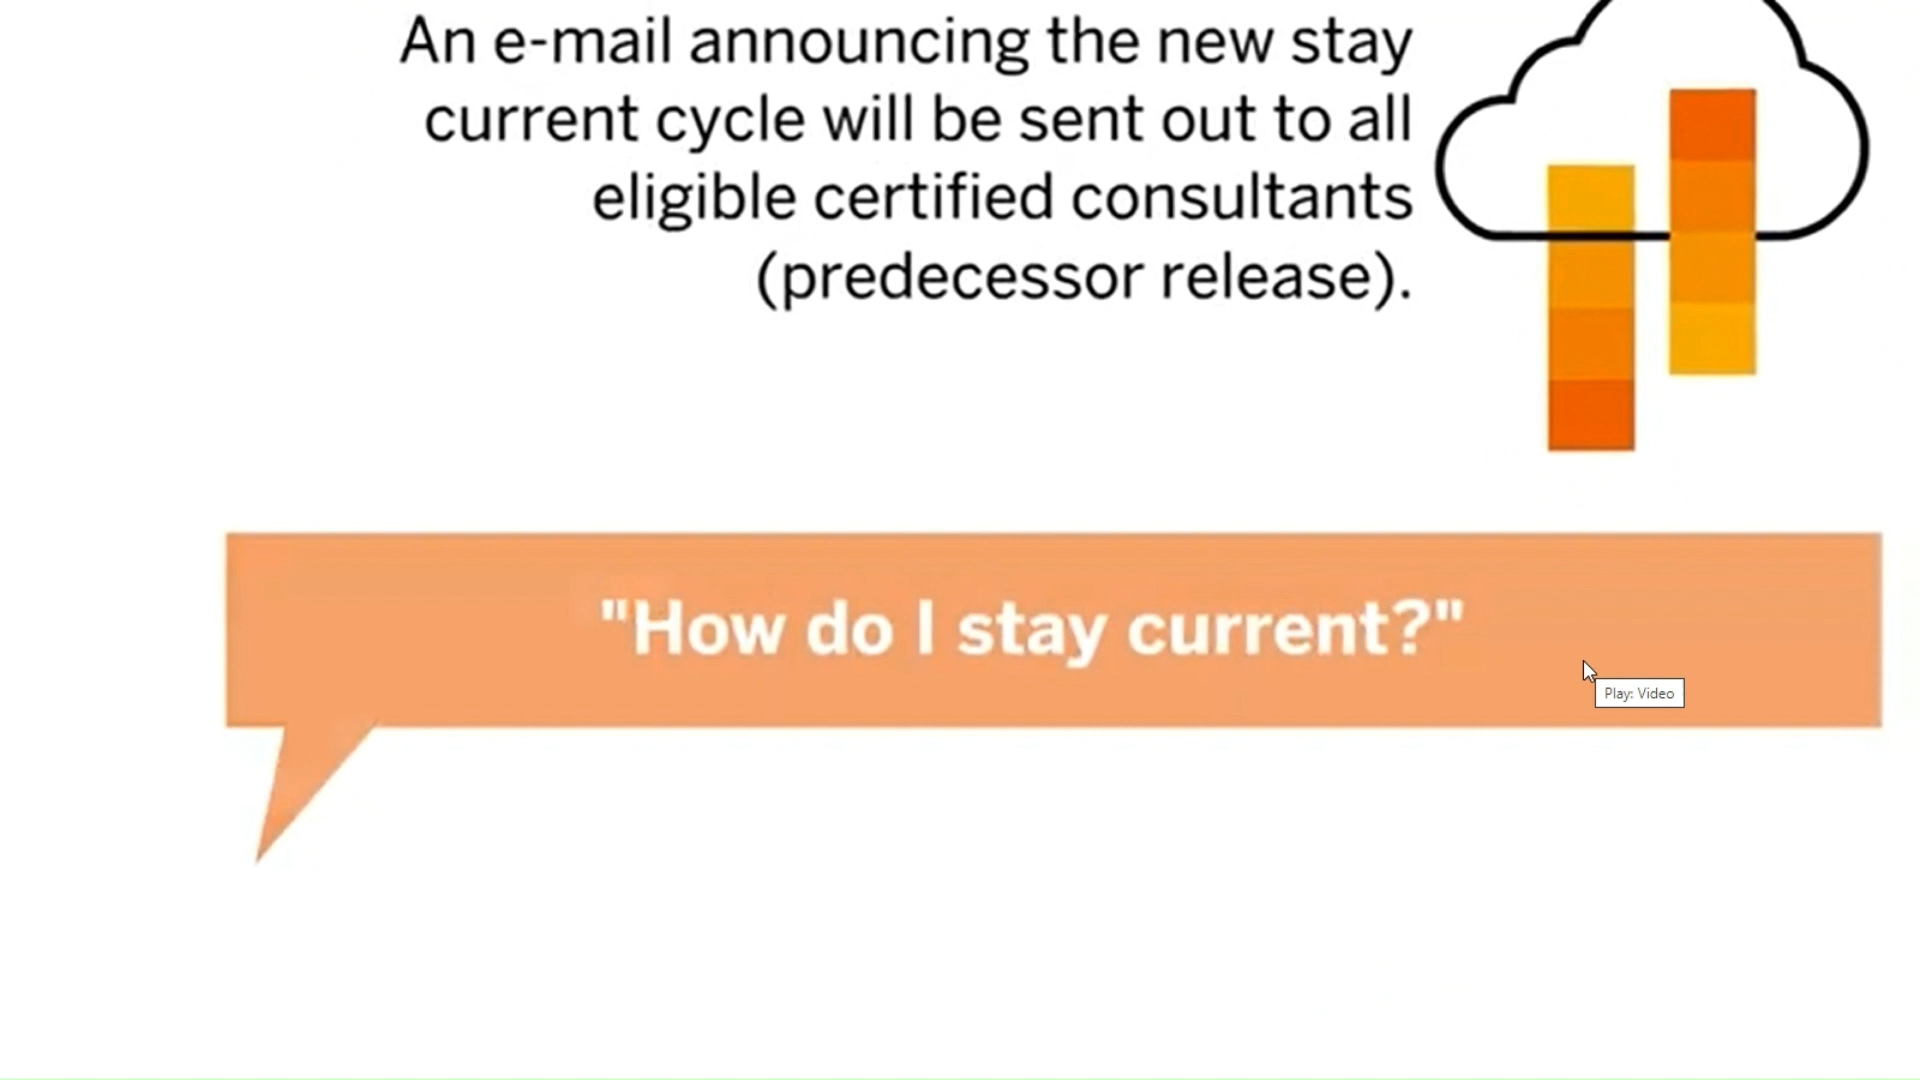 An e-mail announcing the new stay
current cycle will be sent out to all
eligible certified consultants
(predecessor release).
"How do I stay current?"
Play: Video